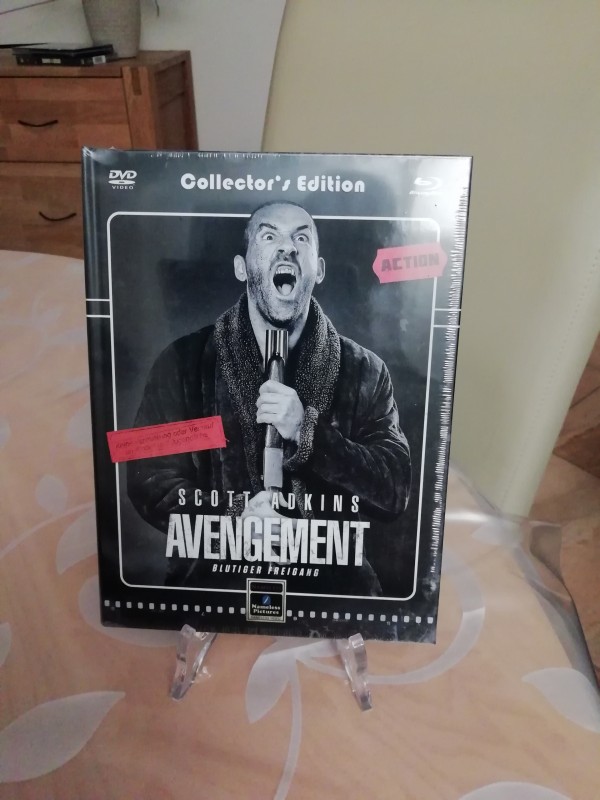 DVD
VIDEO
Collector's Edition
ACTION
SCOTT ADKINS
AVENGEMENT
BLUTIGER FREIGANG
Nameless
Pictures